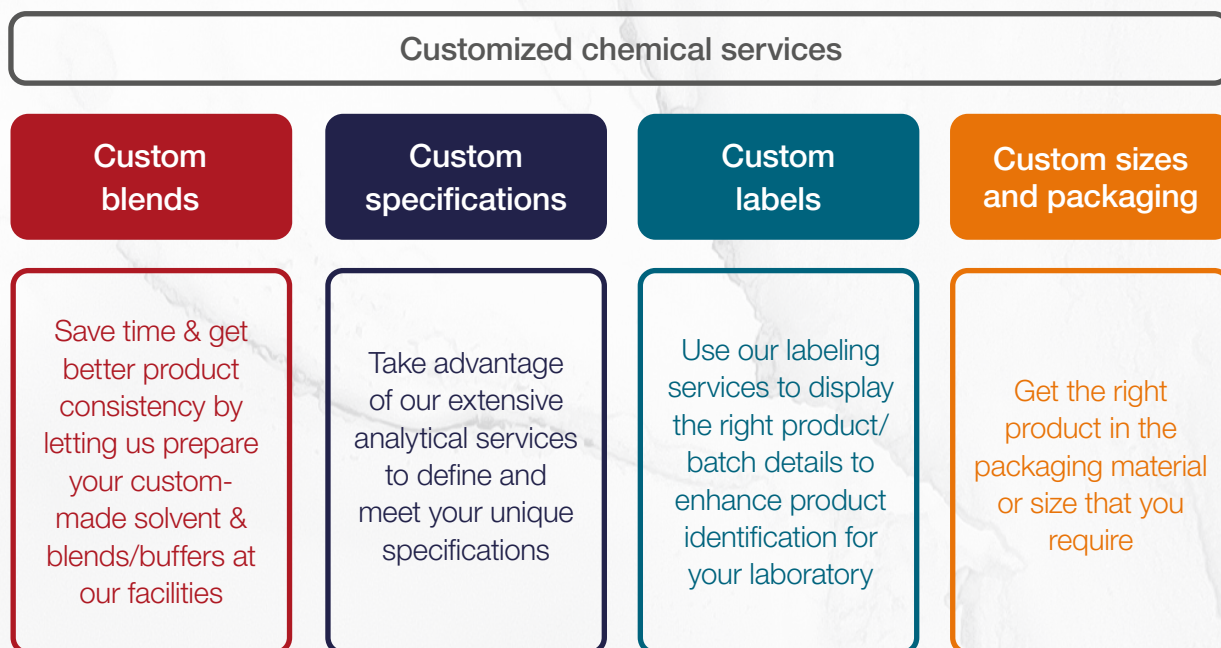 Customized chemical services
Custom
blends
Custom
specifications
Custom
labels
Custom sizes
and packaging
Save time & get
better product
consistency by
letting us prepare
your custom-
made solvent &
blends/buffers at
our facilities
Take advantage
of our extensive
analytical services
to define and
meet your unique
specifications
Use our labeling
services to display
the right product/
batch details to
enhance product
identification for
your laboratory
Get the right
product in the
packaging material
or size that you
require